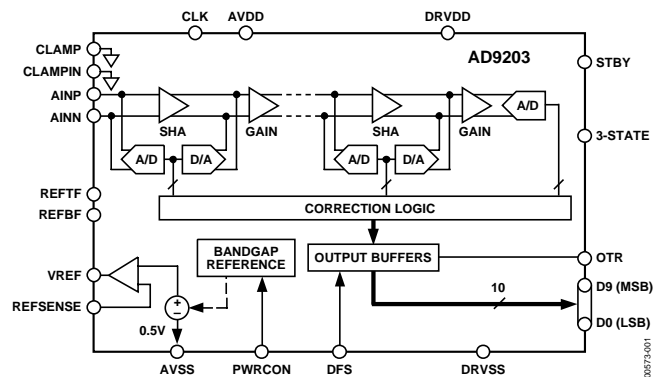 CLK AVDD DRVDD
CLAMP
CLAMPIN
AINP
AINN
REFTF
REFBF
VREF
REFSENSE
AD9203
STBY
3-STATE
OTR
D9 (MSB)
D0 (LSB)
SHA GAIN SHA GAIN A/D
A/D D/A A/D D/A
CORRECTION LOGIC
BANDGAP
REFERENCE
OUTPUT BUFFERS
10
+
–
0.5V
AVSS PWRCON DFS DRVSS
00573-001